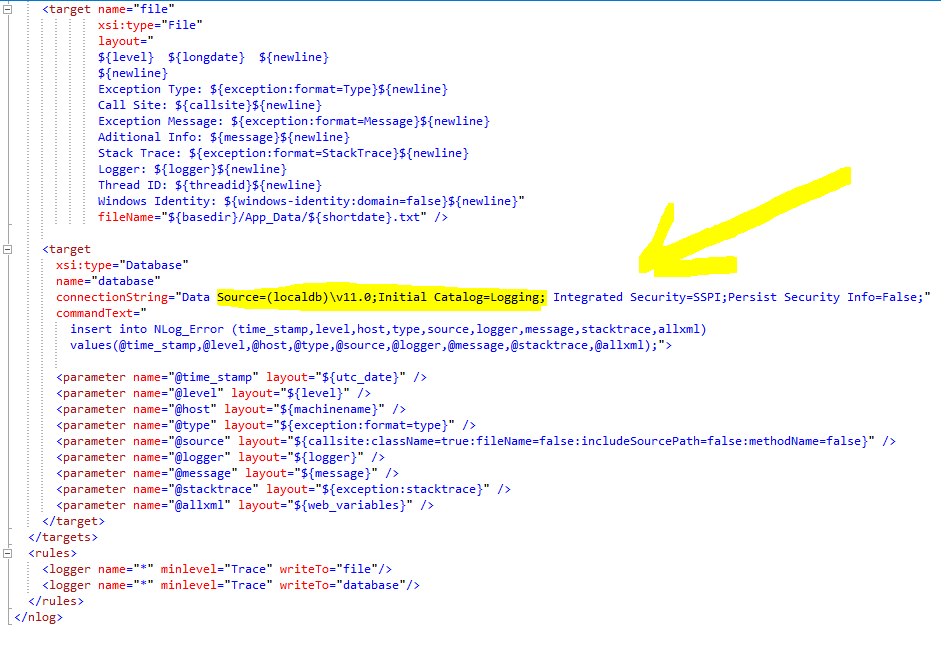 <target name="file"
xsi:type="File"
layout="
${level}  ${longdate}  ${newline}
${newline}
Exception Type: ${exception:format=Type}${newline}
Call Site: ${callsite}${newline}
Exception Message: ${exception:format=Message}${newline}
Aditional Info: ${message}${newline}
Stack Trace: ${exception:format=StackTrace}${newline}
Logger: ${logger}${newline}
Thread ID: ${threadid}${newline}
Windows Identity: ${windows-identity:domain=false}${newline}"
fileName="${basedir}/App_Data/${shortdate}.txt" />
<target
xsi:type="Database"
name="database"
connectionString="Data Source=(localdb)\v11.0;Initial Catalog=Logging; Integrated Security=SSPI;Persist Security Info=False;"
commandText="
insert into NLog_Error (time_stamp,level,host,type,source,logger,message,stacktrace,allxml)
values(@time_stamp,@level,@host,@type,@source,@logger,@message,@stacktrace,@allxml);">
<parameter name="@time_stamp" layout="${utc_date}" />
<parameter name="@level" layout="${level}" />
<parameter name="@host" layout="${machinename}" />
<parameter name="@type" layout="${exception:format=type}" />
<parameter name="@source" layout="${callsite:className=true:fileName=false:includeSourcePath=false:methodName=false}" />
<parameter name="@logger" layout="${logger}" />
<parameter name="@message" layout="${message}" />
<parameter name="@stacktrace" layout="${exception:stacktrace}" />
<parameter name="@allxml" layout="${web_variables}" />
</target>
</targets>
<rules>
<logger name="*" minlevel="Trace" writeTo="file"/>
<logger name="*" minlevel="Trace" writeTo="database"/>
</rules>
</nlog>